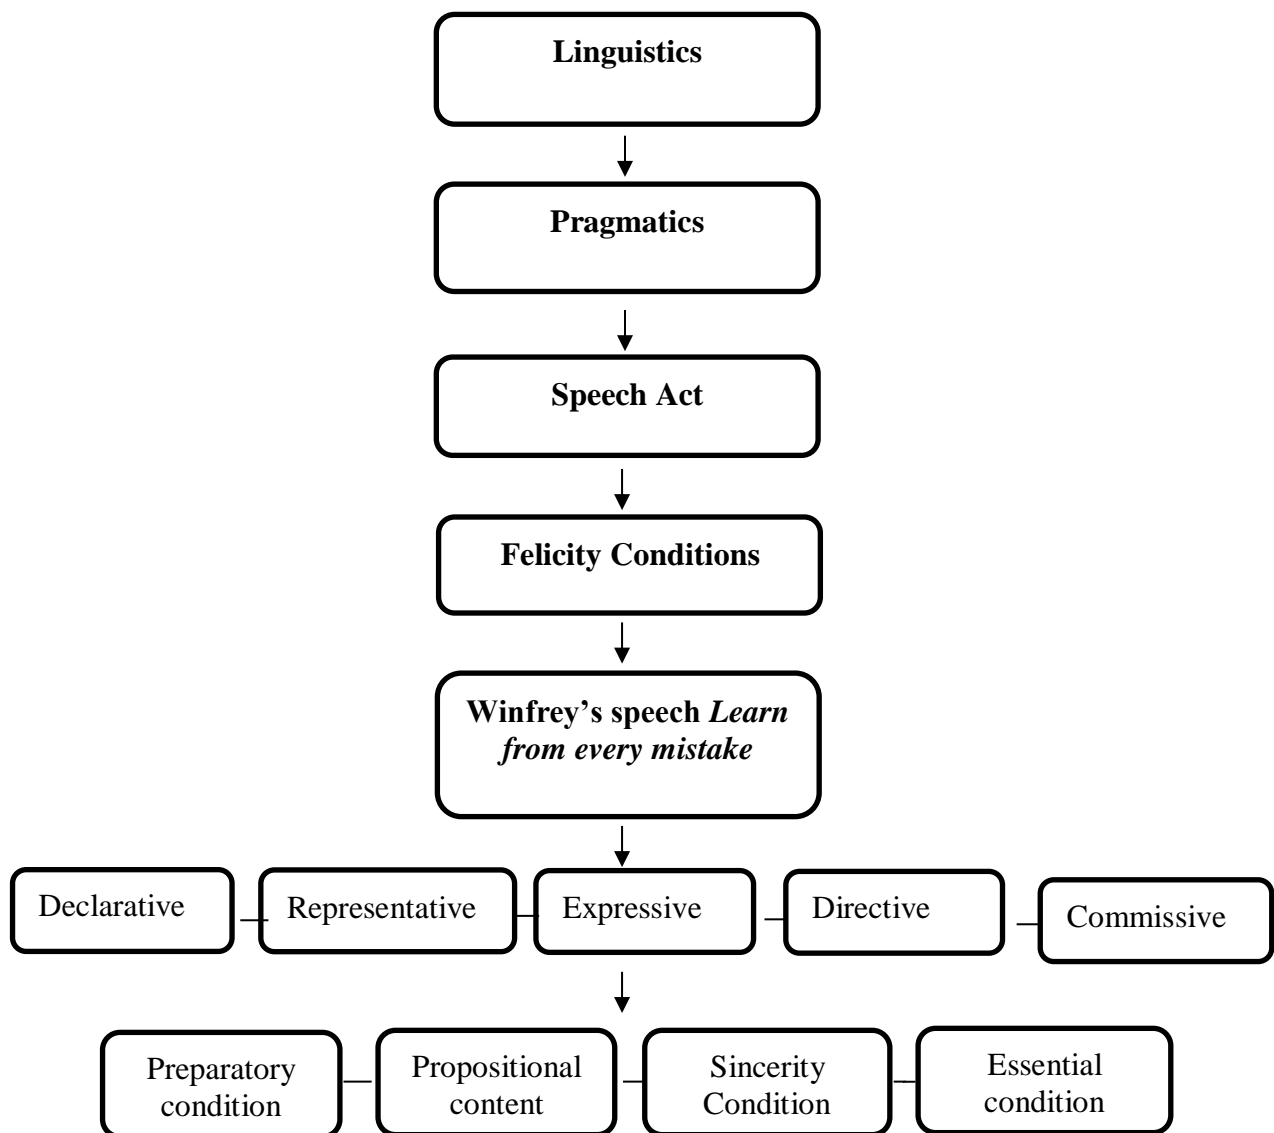 Linguistics
Pragmatics
Speech Act
Felicity Conditions
Winfrey’s speech Learn
from every mistake
Declarative
Representative
Expressive
Directive
Commissive
Preparatory
condition
Propositional
content
Sincerity
Condition
Essential
condition